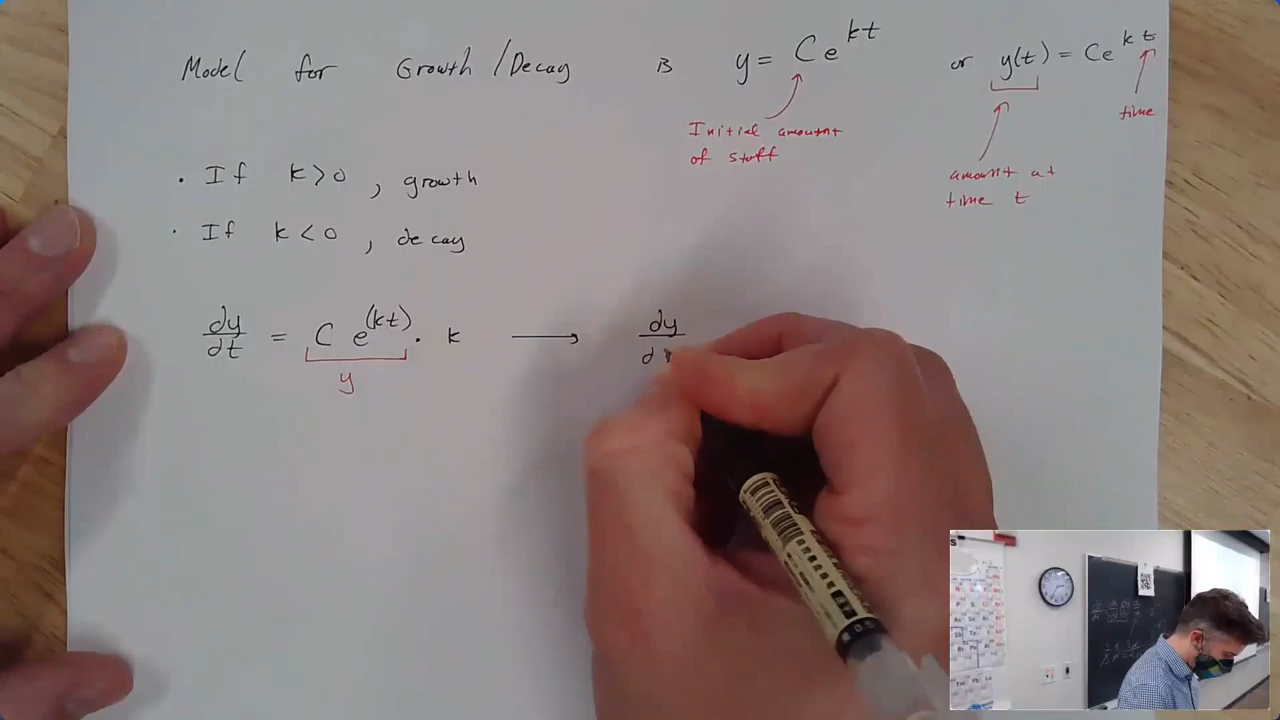 Model for Growth / Decay is y = Ce^{kt} or y(t) = Ce^{kt}
Initial amount
of stuff
time
amount at
time t
• If k>0 , growth
• If k<0 , decay
dy/dt = C e^{(kt)} · k ⟶ dy/d
y